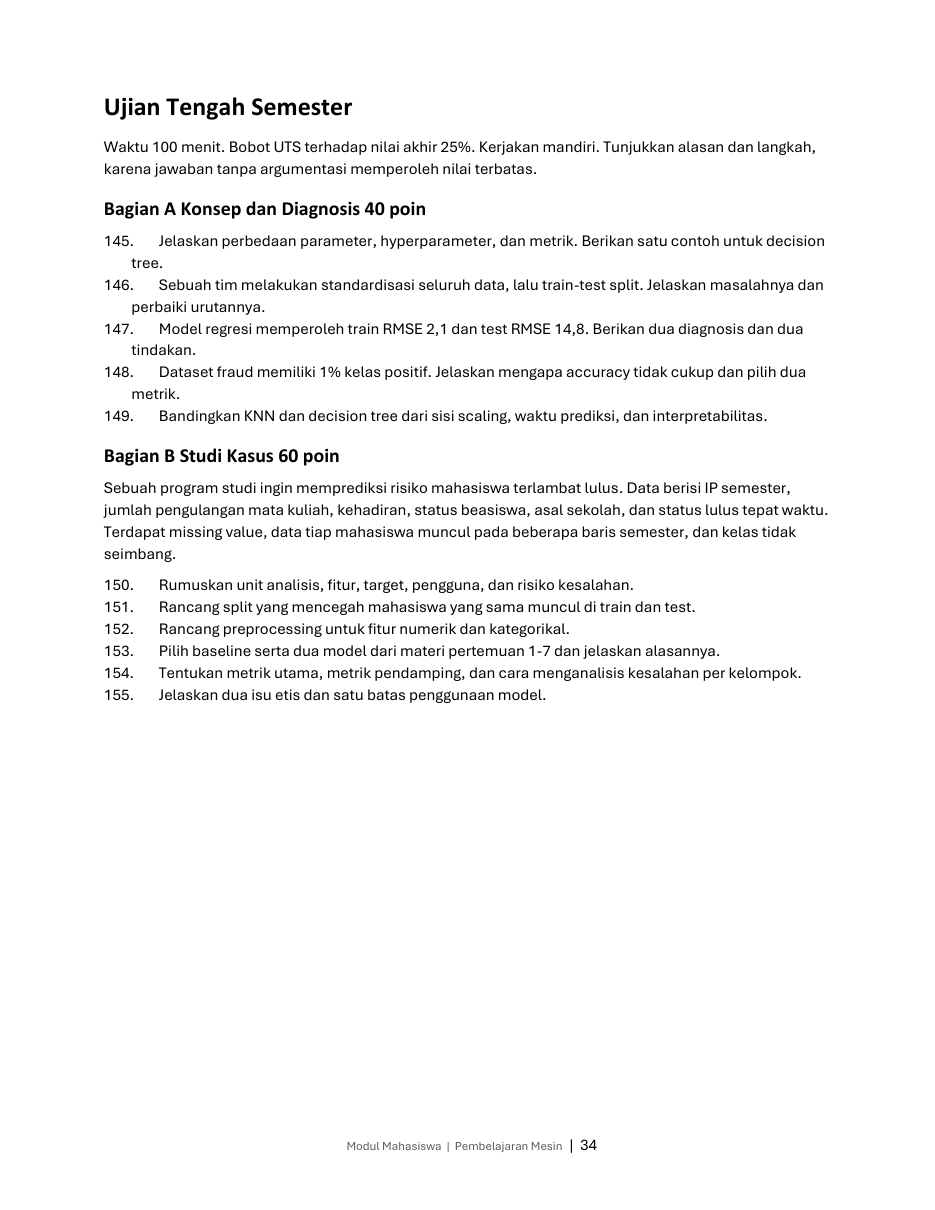 Ujian Tengah Semester
Waktu 100 menit. Bobot UTS terhadap nilai akhir 25%. Kerjakan mandiri. Tunjukkan alasan dan langkah,
karena jawaban tanpa argumentasi memperoleh nilai terbatas.
Bagian A Konsep dan Diagnosis 40 poin
145. Jelaskan perbedaan parameter, hyperparameter, dan metrik. Berikan satu contoh untuk decision
tree.
146. Sebuah tim melakukan standardisasi seluruh data, lalu train-test split. Jelaskan masalahnya dan
perbaiki urutannya.
147. Model regresi memperoleh train RMSE 2,1 dan test RMSE 14,8. Berikan dua diagnosis dan dua
tindakan.
148. Dataset fraud memiliki 1% kelas positif. Jelaskan mengapa accuracy tidak cukup dan pilih dua
metrik.
149. Bandingkan KNN dan decision tree dari sisi scaling, waktu prediksi, dan interpretabilitas.
Bagian B Studi Kasus 60 poin
Sebuah program studi ingin memprediksi risiko mahasiswa terlambat lulus. Data berisi IP semester,
jumlah pengulangan mata kuliah, kehadiran, status beasiswa, asal sekolah, dan status lulus tepat waktu.
Terdapat missing value, data tiap mahasiswa muncul pada beberapa baris semester, dan kelas tidak
seimbang.
150. Rumuskan unit analisis, fitur, target, pengguna, dan risiko kesalahan.
151. Rancang split yang mencegah mahasiswa yang sama muncul di train dan test.
152. Rancang preprocessing untuk fitur numerik dan kategorikal.
153. Pilih baseline serta dua model dari materi pertemuan 1-7 dan jelaskan alasannya.
154. Tentukan metrik utama, metrik pendamping, dan cara menganalisis kesalahan per kelompok.
155. Jelaskan dua isu etis dan satu batas penggunaan model.
Modul Mahasiswa | Pembelajaran Mesin | 34